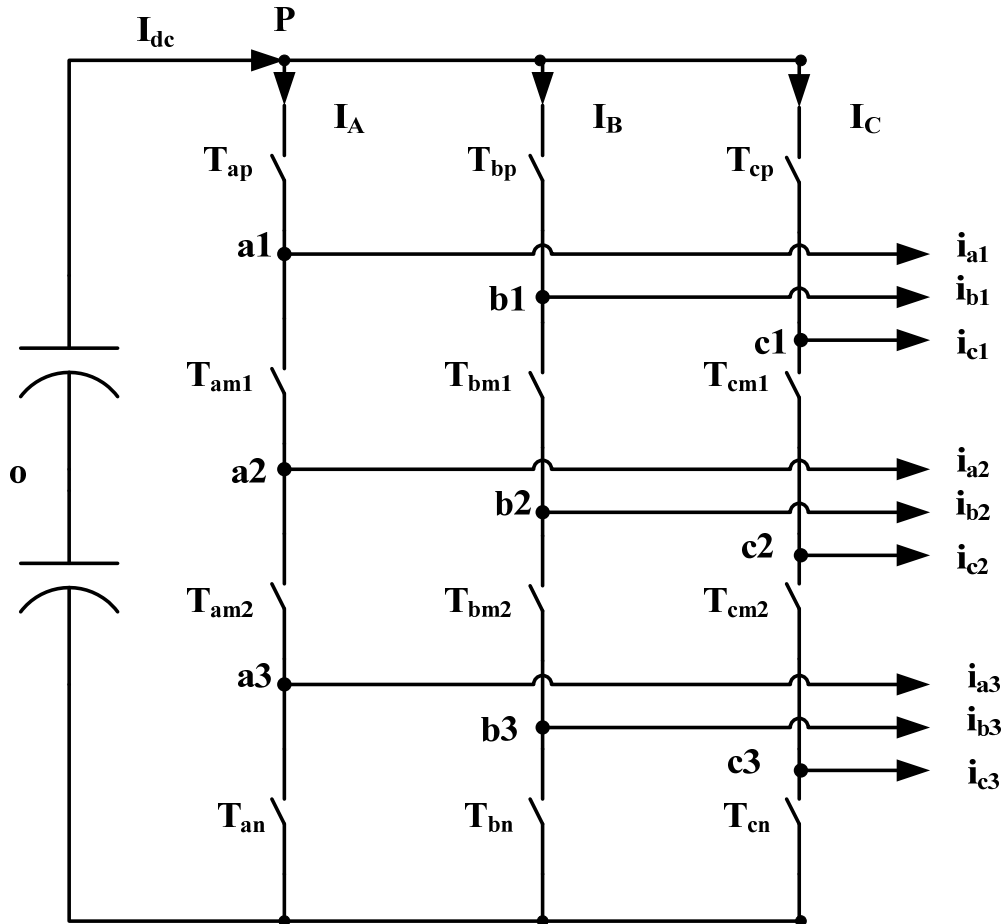 P
I_dc
I_A I_B I_C
T_ap T_bp T_cp
a1 i_a1
b1 i_b1
c1 i_c1
T_am1 T_bm1 T_cm1
a2 i_a2
o b2 i_b2
c2 i_c2
T_am2 T_bm2 T_cm2
a3 i_a3
b3 i_b3
c3 i_c3
T_an T_bn T_cn